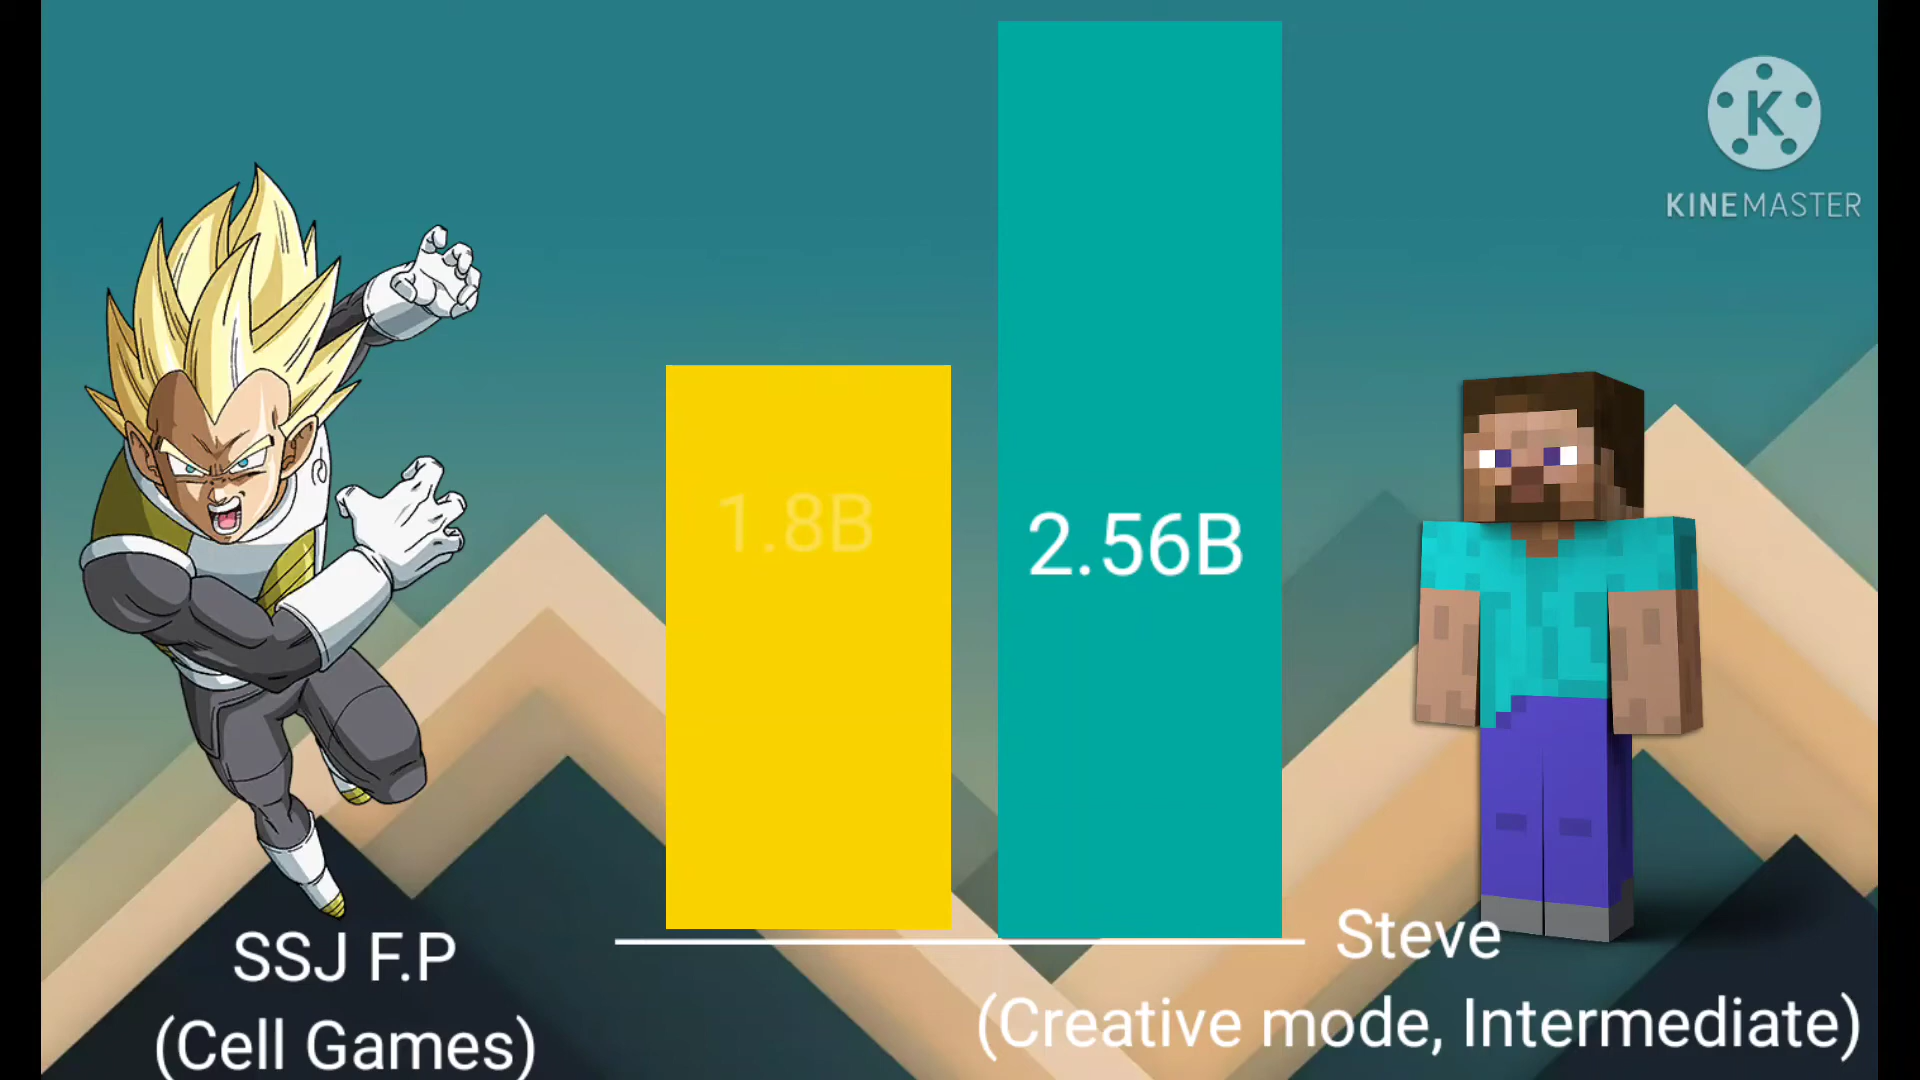 K
KINEMASTER
1.8B
2.56B
SSJ F.P
(Cell Games)
Steve
(Creative mode, Intermediate)